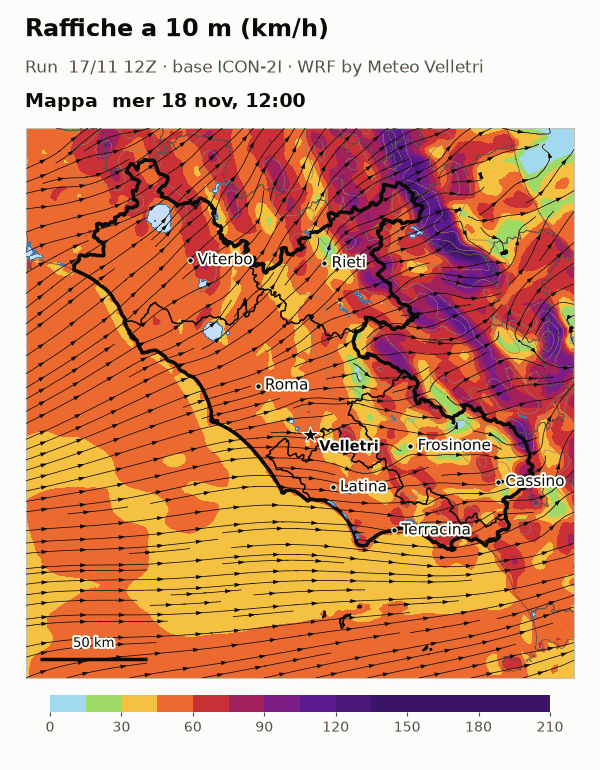 Raffiche a 10 m (km/h)
Run  17/11 12Z · base ICON-2I · WRF by Meteo Velletri
Mappa  mer 18 nov, 12:00
Viterbo
Rieti
Roma
Velletri
Frosinone
Cassino
Latina
Terracina
50 km
0 30 60 90 120 150 180 210